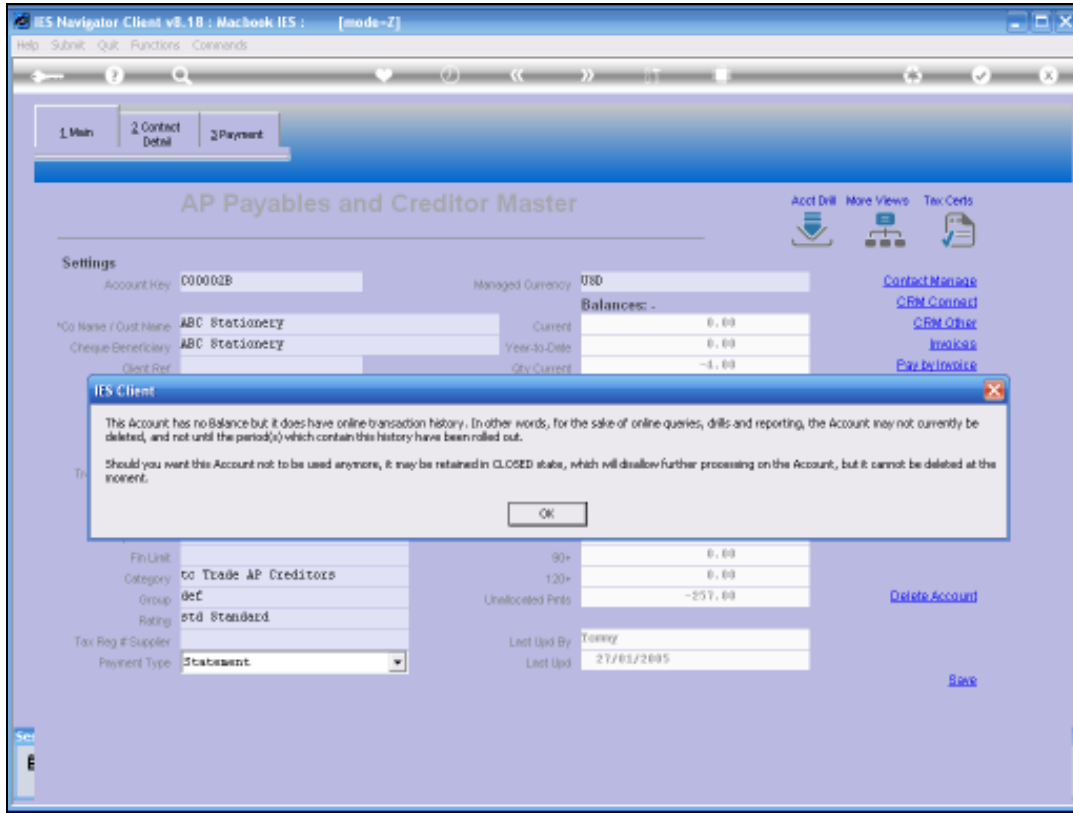 IES Navigator Client v8.18 : Macbook IES : [mode=Z]
Help Submit Quit Functions Commands
1 Main
2 Contact Detail
3 Payment
AP Payables and Creditor Master
Acct Drill More Views Tax Certs
Settings
Account Key C00002B Managed Currency USD
Contact Manage
Balances: -
CRM Connect
*Co Name / Cust Name ABC Stationery Current 0.00
CRM Other
Cheque Beneficiary ABC Stationery Year-to-Date 0.00
Invoices
Client Ref Qty Current -4.00
Pay by Invoice
IES Client
This Account has no Balance but it does have online transaction history. In other words, for the sake of online queries, drills and reporting, the Account may not currently be
deleted, and not until the period(s) which contain this history have been rolled out.
Should you want this Account not to be used anymore, it may be retained in CLOSED state, which will disallow further processing on the Account, but it cannot be deleted at the
moment.
OK
Fin Limit 90+ 0.00
Category tc Trade AP Creditors 120+ 0.00
Group def Unallocated Pmts -257.00
Delete Account
Rating std Standard
Tax Reg # Supplier Last Upd By Tommy
Payment Type Statement Last Upd 27/01/2005
Save